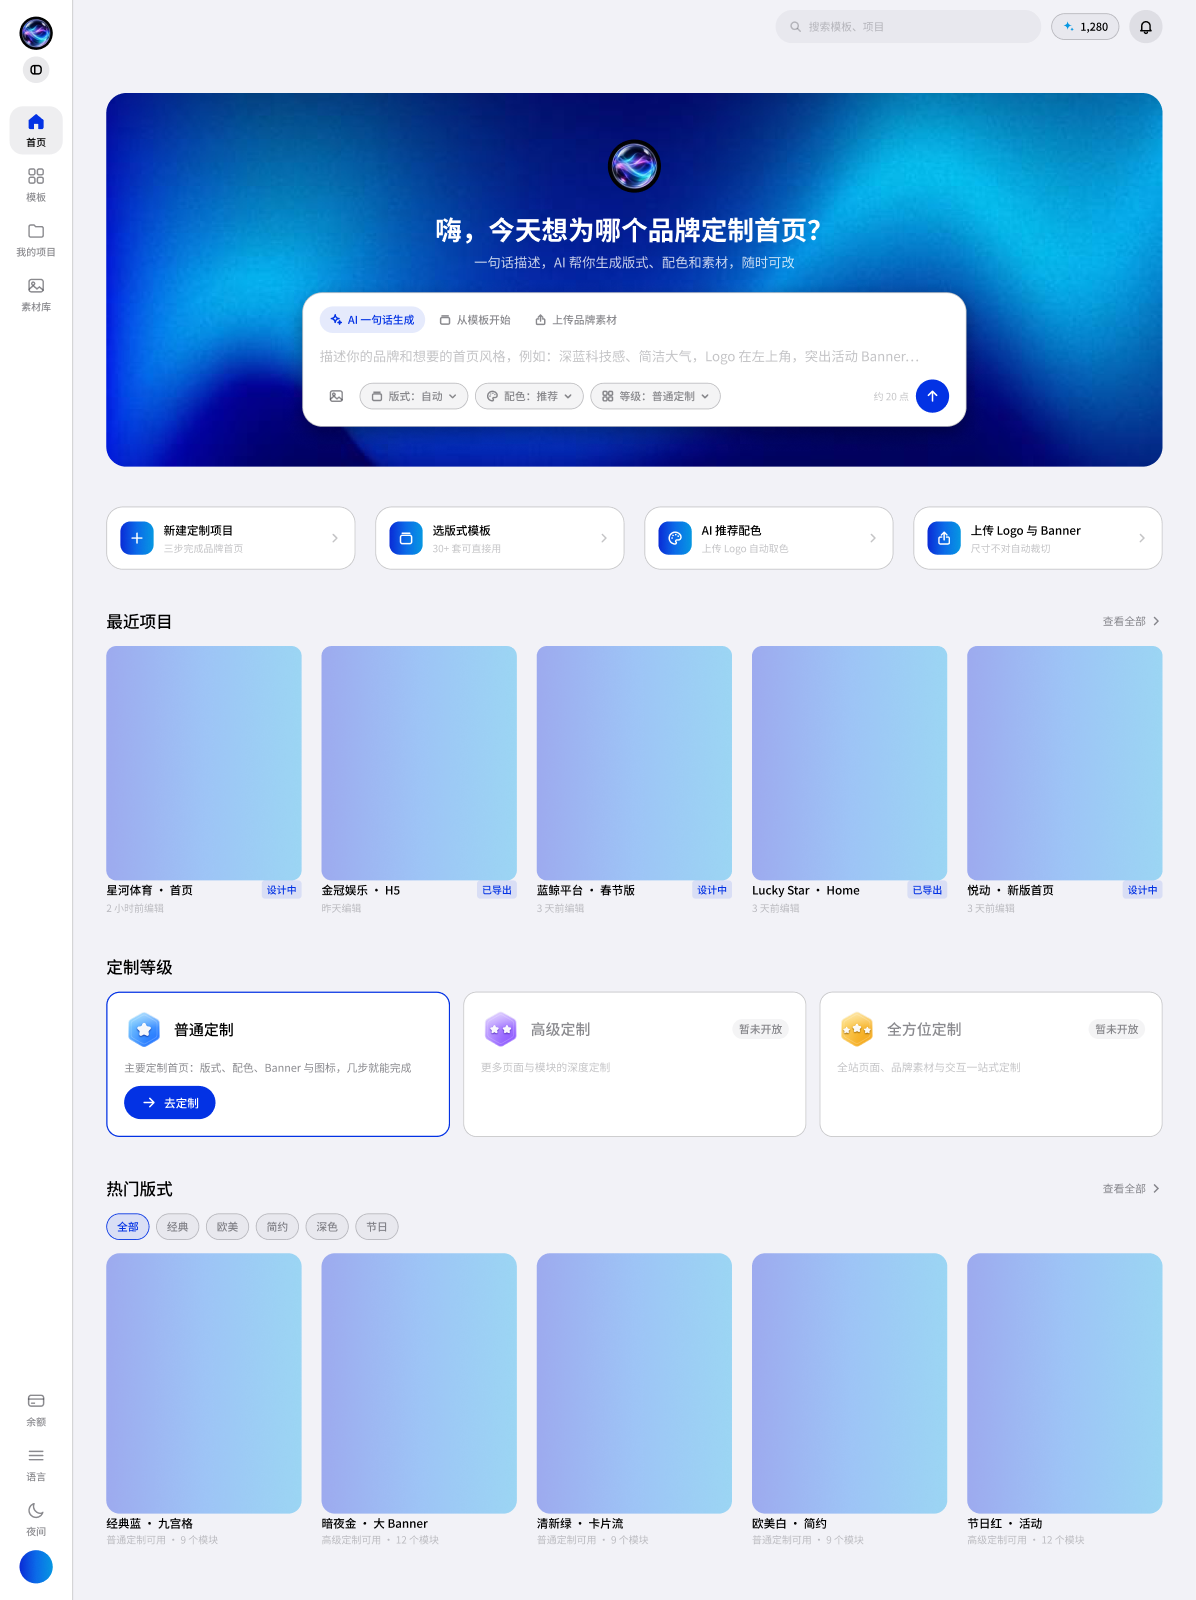 搜索模板、项目
1,280
首页
模板
我的项目
素材库
嗨，今天想为哪个品牌定制首页？
一句话描述，AI 帮你生成版式、配色和素材，随时可改
AI 一句话生成
从模板开始
上传品牌素材
描述你的品牌和想要的首页风格，例如：深蓝科技感、简洁大气，Logo 在左上角，突出活动 Banner…
版式：自动
配色：推荐
等级：普通定制
约 20 点
新建定制项目
三步完成品牌首页
选版式模板
30+ 套可直接用
AI 推荐配色
上传 Logo 自动取色
上传 Logo 与 Banner
尺寸不对自动裁切
最近项目
查看全部
星河体育 · 首页
设计中
2 小时前编辑
金冠娱乐 · H5
已导出
昨天编辑
蓝鲸平台 · 春节版
设计中
3 天前编辑
Lucky Star · Home
已导出
3 天前编辑
悦动 · 新版首页
设计中
3 天前编辑
定制等级
普通定制
主要定制首页：版式、配色、Banner 与图标，几步就能完成
去定制
高级定制
暂未开放
更多页面与模块的深度定制
全方位定制
暂未开放
全站页面、品牌素材与交互一站式定制
热门版式
查看全部
全部
经典
欧美
简约
深色
节日
经典蓝 · 九宫格
普通定制可用 · 9 个模块
暗夜金 · 大 Banner
高级定制可用 · 12 个模块
清新绿 · 卡片流
普通定制可用 · 9 个模块
欧美白 · 简约
普通定制可用 · 9 个模块
节日红 · 活动
高级定制可用 · 12 个模块
余额
语言
夜间